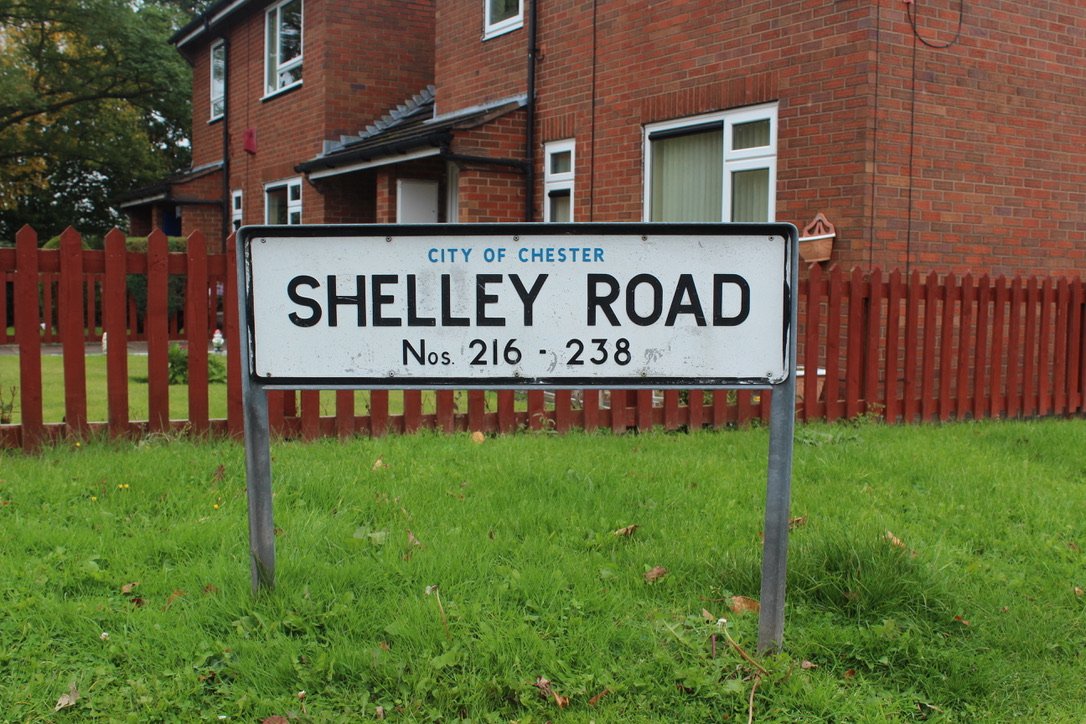 CITY OF CHESTER
SHELLEY ROAD
Nos. 216 - 238